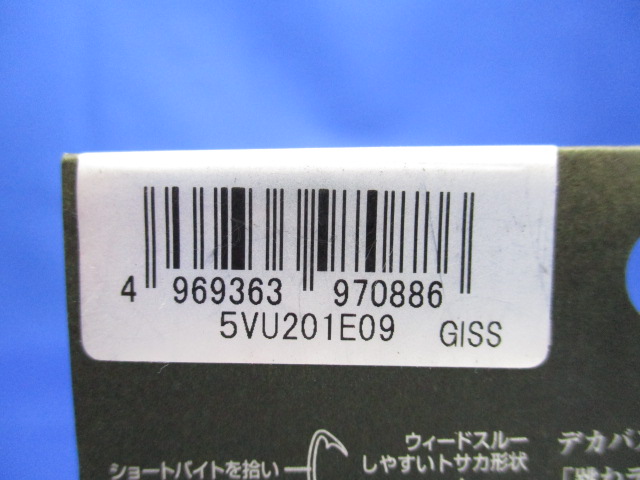 4 969363 970886
5VU201E09 GISS
ウィードスルー
しやすいトサカ形状
ショートバイトを拾い
デカバス